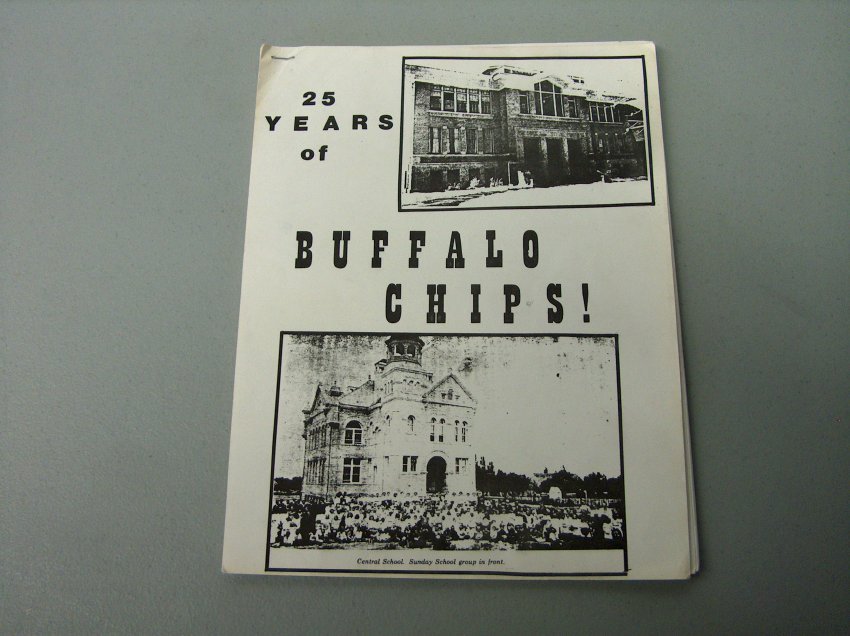 25
YEARS
of
BUFFALO
CHIPS!
Central School. Sunday School group in front.